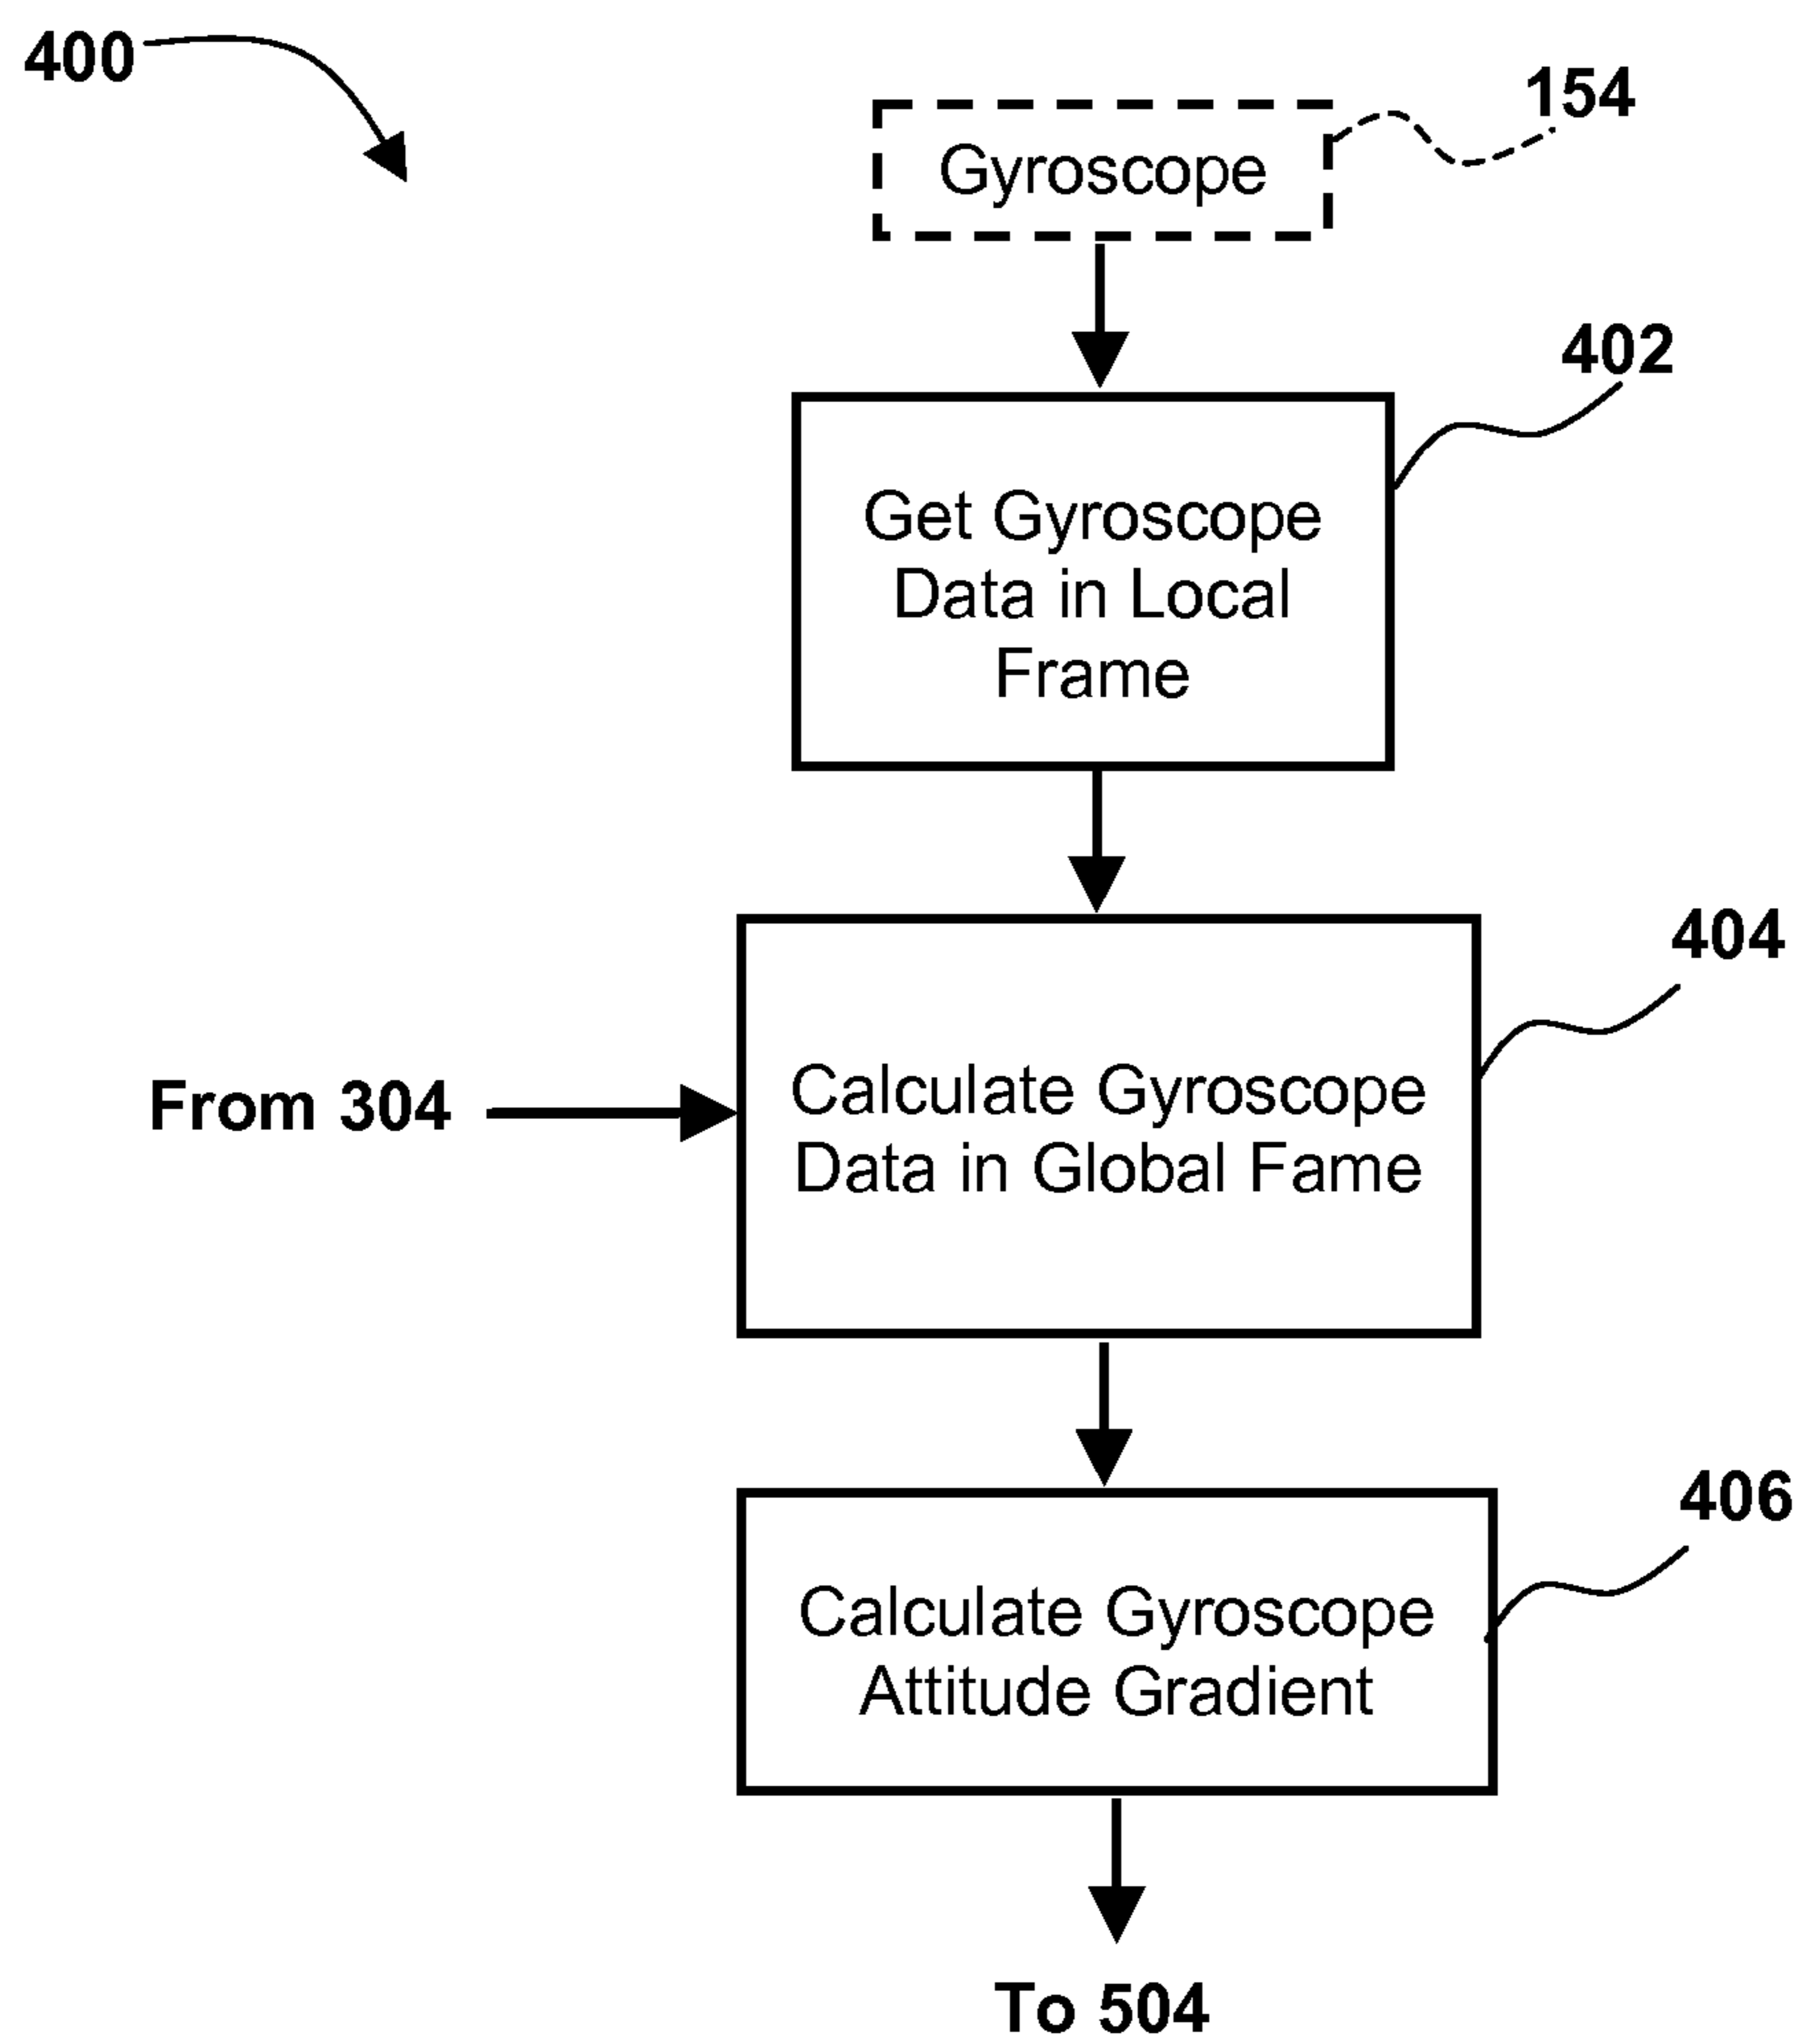 400
154
Gyroscope
402
Get Gyroscope
Data in Local
Frame
404
From 304
Calculate Gyroscope
Data in Global Fame
406
Calculate Gyroscope
Attitude Gradient
To 504